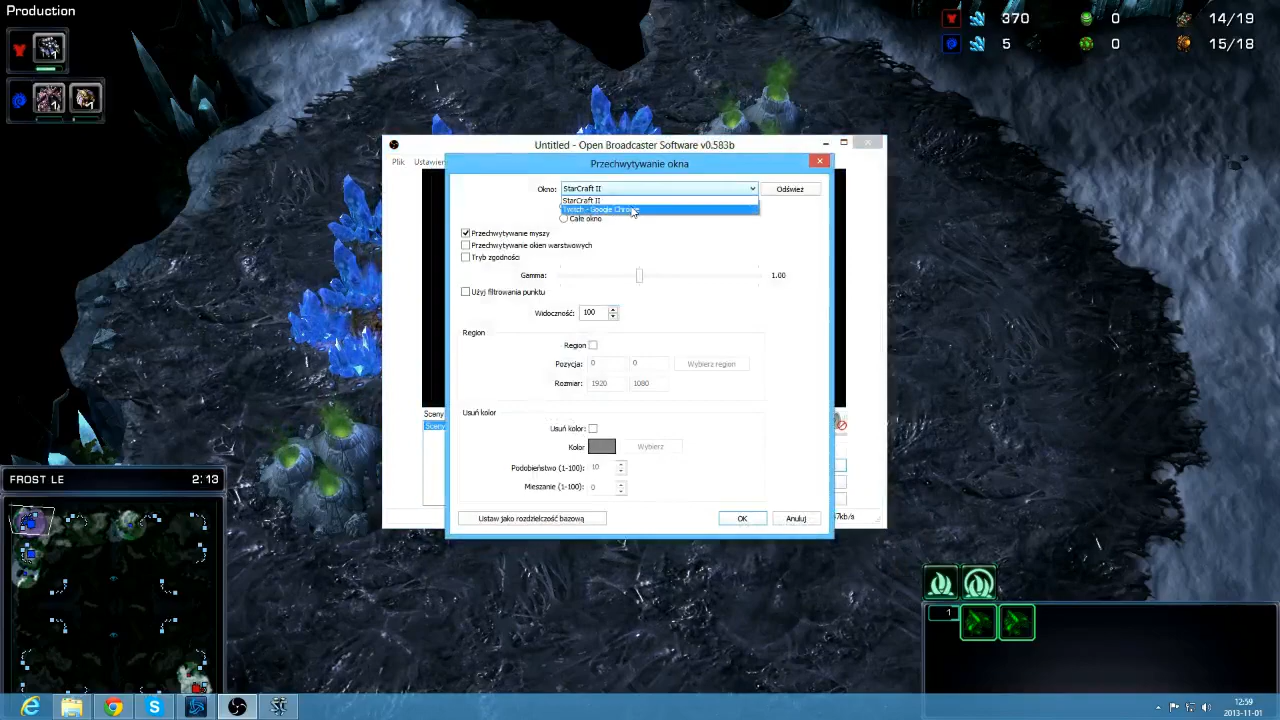 Production
370 0 14/19
5 0 15/18
Untitled - Open Broadcaster Software v0.583b
Plik Ustawien
Przechwytywanie okna
Okno: StarCraft II Odśwież
StarCraft II
Twitch - Google Chrome
Całe okno
Przechwytywanie myszy
Przechwytywanie okien warstwowych
Tryb zgodności
Gamma: 1.00
Użyj filtrowania punktu
Widoczność: 100
Region
Region
Pozycja: 0 0 Wybierz region
Rozmiar: 1920 1080
Usuń kolor
Usuń kolor:
Kolor Wybierz
Podobieństwo (1-100): 10
Mieszanie (1-100): 0
Ustaw jako rozdzielczość bazową OK Anuluj
Sceny
Sceny
7kb/s
FROST LE 2:13
1
12:59
2013-11-01